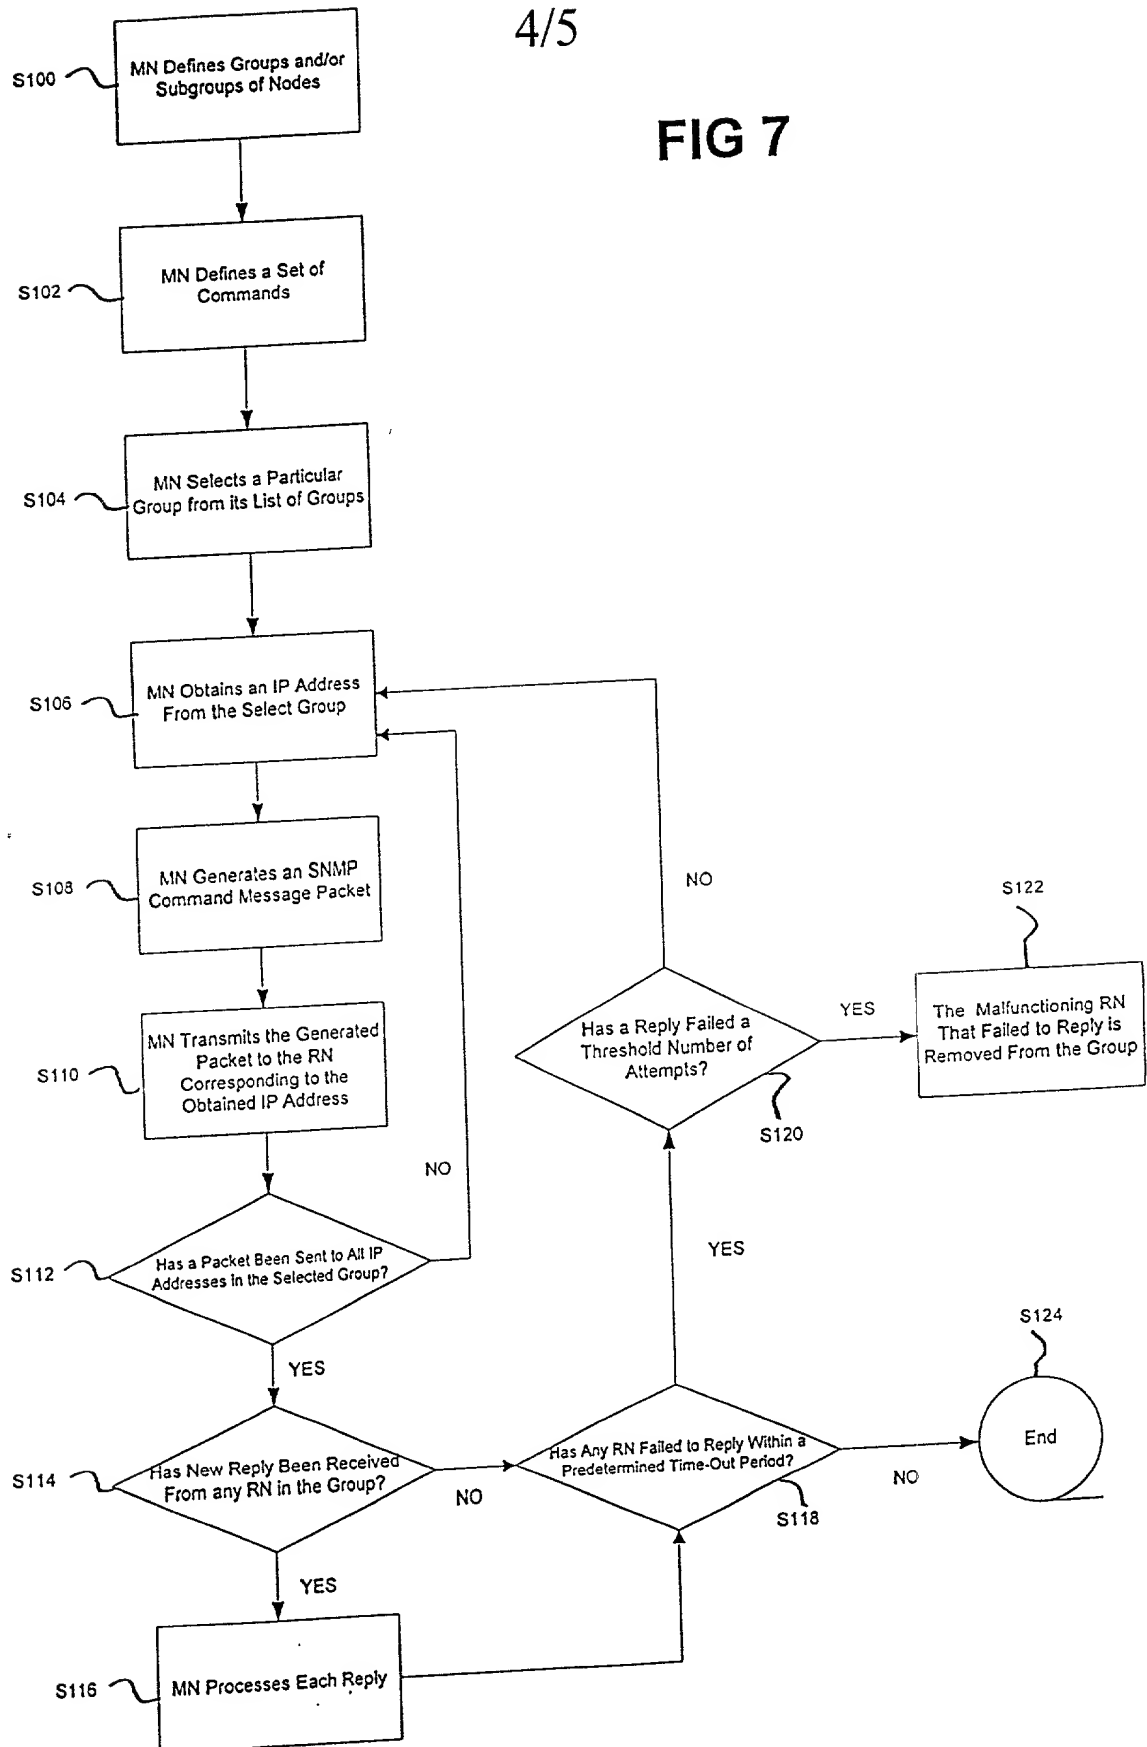 4/5
FIG 7
S100
MN Defines Groups and/or
Subgroups of Nodes
S102
MN Defines a Set of
Commands
S104
MN Selects a Particular
Group from its List of Groups
S106
MN Obtains an IP Address
From the Select Group
S108
MN Generates an SNMP
Command Message Packet
S110
MN Transmits the Generated
Packet to the RN
Corresponding to the
Obtained IP Address
S112
Has a Packet Been Sent to All IP
Addresses in the Selected Group?
NO
YES
S114
Has New Reply Been Received
From any RN in the Group?
NO
YES
S116
MN Processes Each Reply
Has Any RN Failed to Reply Within a
Predetermined Time-Out Period?
S118
YES
NO
Has a Reply Failed a
Threshold Number of
Attempts?
S120
NO
YES
S122
The Malfunctioning RN
That Failed to Reply is
Removed From the Group
S124
End